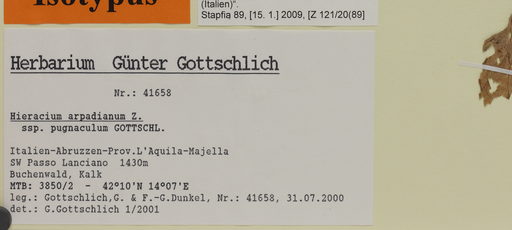 Isotypus
(Italien)".
Stapfia 89, [15. 1.] 2009, [Z 121/20(89]
Herbarium Günter Gottschlich
Nr.: 41658
Hieracium arpadianum Z.
ssp. pugnaculum GOTTSCHL.
Italien-Abruzzen-Prov.L'Aquila-Majella
SW Passo Lanciano 1430m
Buchenwald, Kalk
MTB: 3850/2 - 42°10'N 14°07'E
leg.: Gottschlich,G. & F.-G.Dunkel, Nr.: 41658, 31.07.2000
det.: G.Gottschlich 1/2001